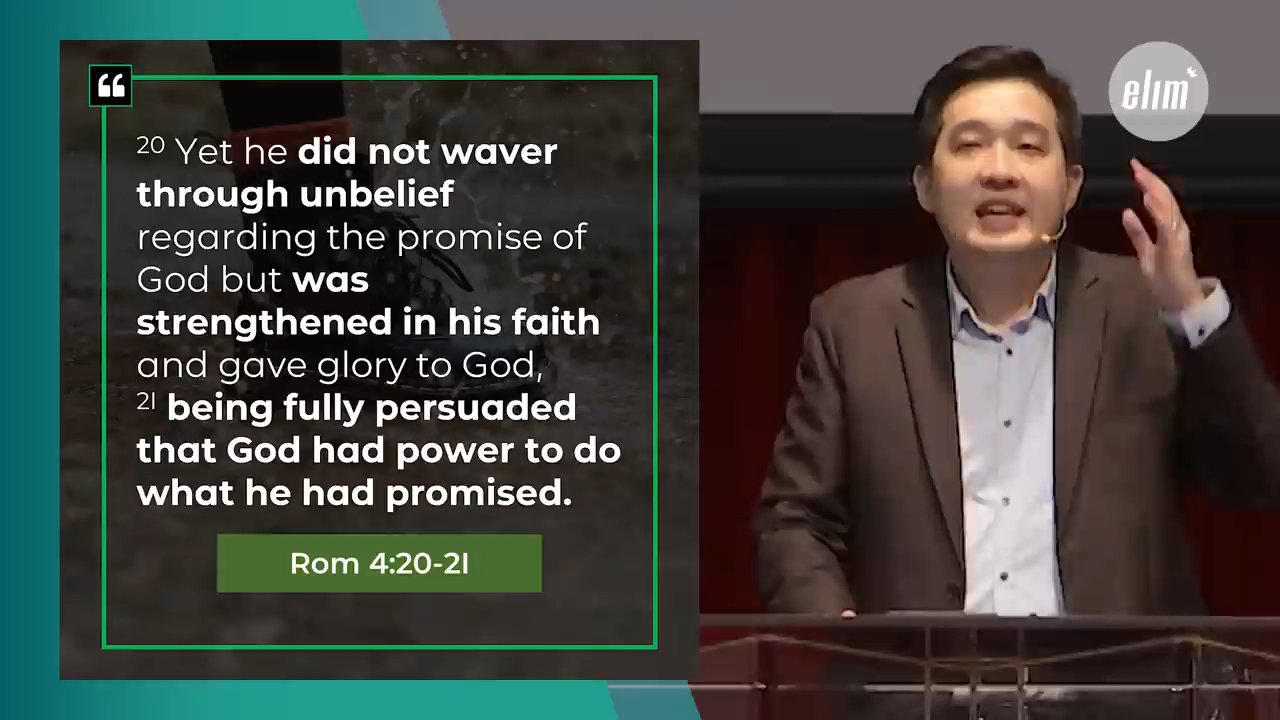 20 Yet he did not waver
through unbelief
regarding the promise of
God but was
strengthened in his faith
and gave glory to God,
21 being fully persuaded
that God had power to do
what he had promised.
Rom 4:20-21
elim